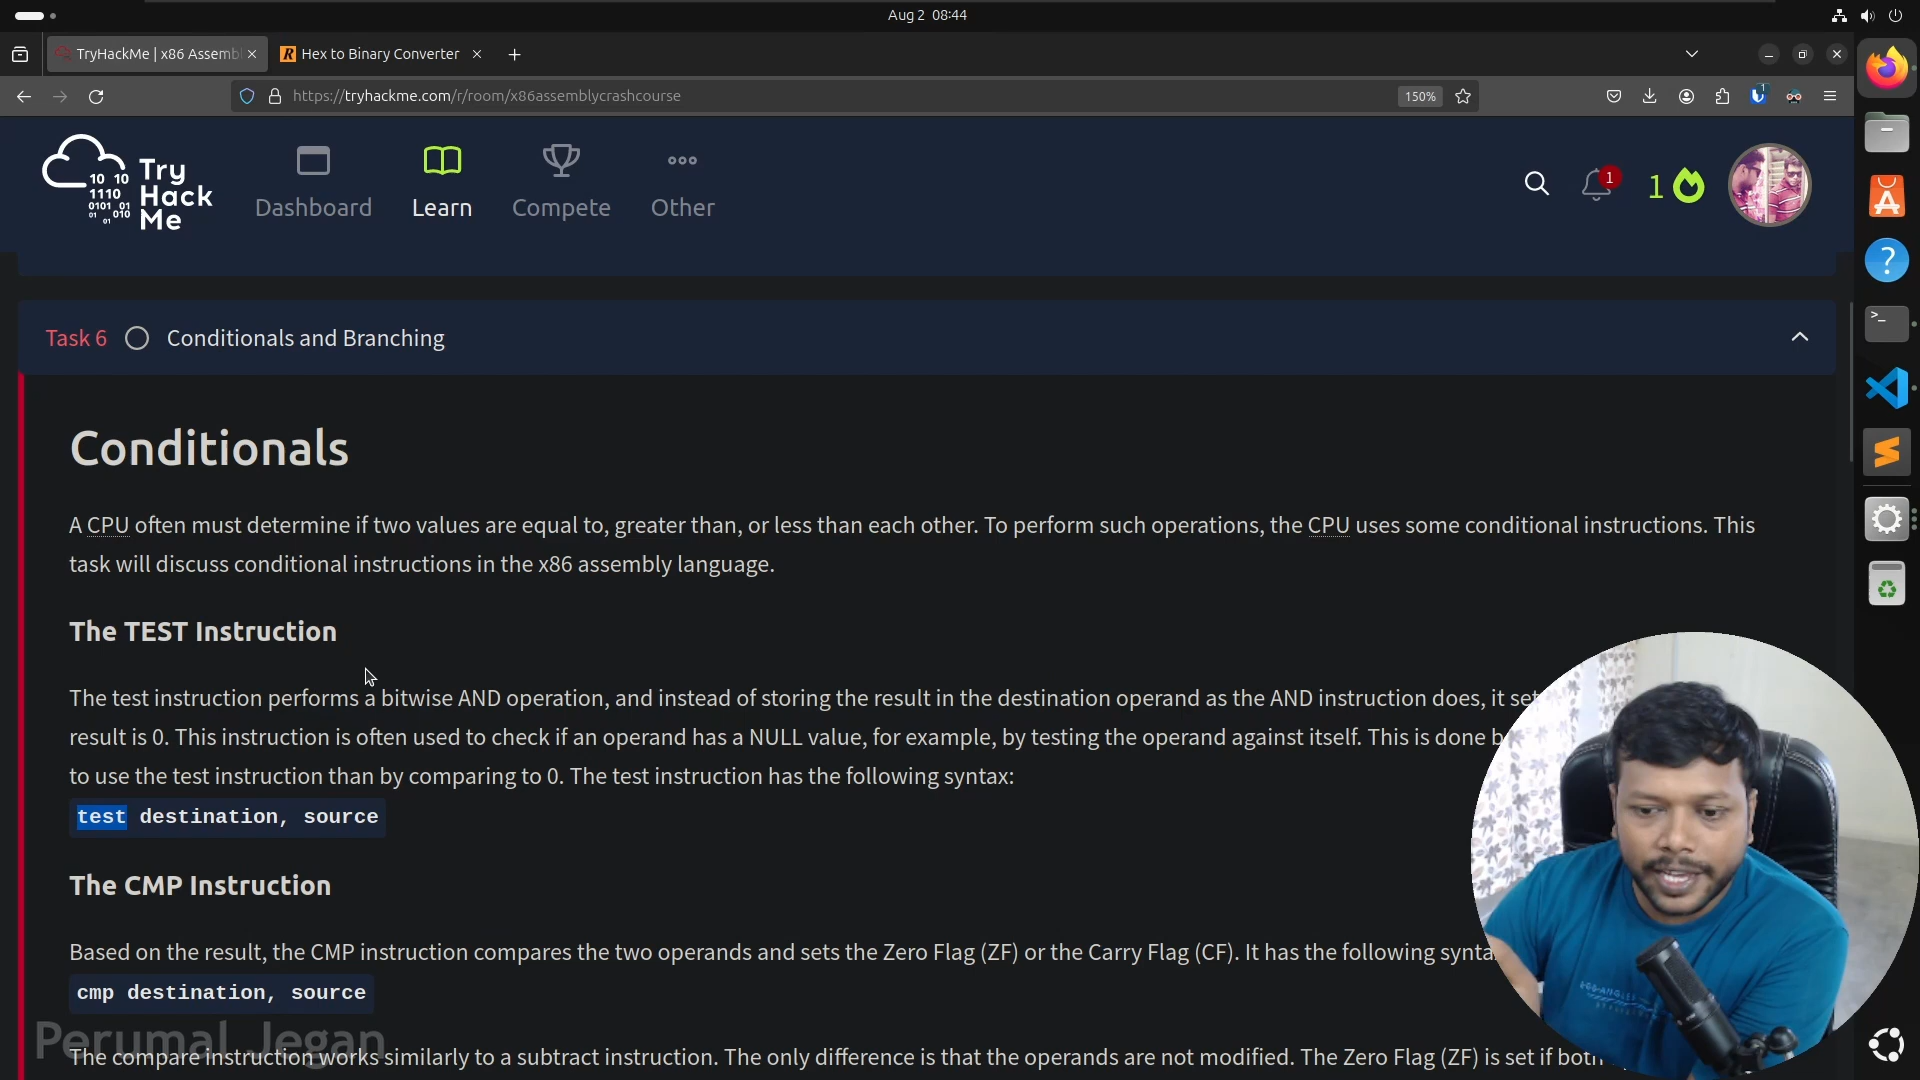 Aug 2 08:44
TryHackMe | x86 Assemb
Hex to Binary Converter
https://tryhackme.com/r/room/x86assemblycrashcourse
150%
Try
Hack
Me
10 10
1110
0101 01
01 010
01
Dashboard
Learn
Compete
Other
1
1
Task 6
Conditionals and Branching
Conditionals
A CPU often must determine if two values are equal to, greater than, or less than each other. To perform such operations, the CPU uses some conditional instructions. This
task will discuss conditional instructions in the x86 assembly language.
The TEST Instruction
The test instruction performs a bitwise AND operation, and instead of storing the result in the destination operand as the AND instruction does, it
result is 0. This instruction is often used to check if an operand has a NULL value, for example, by testing the operand against itself. This is done
to use the test instruction than by comparing to 0. The test instruction has the following syntax:
test destination, source
The CMP Instruction
Based on the result, the CMP instruction compares the two operands and sets the Zero Flag (ZF) or the Carry Flag (CF). It has the following
cmp destination, source
Perumal Jegan
The compare instruction works similarly to a subtract instruction. The only difference is that the operands are not modified. The Zero Flag (ZF) is set if